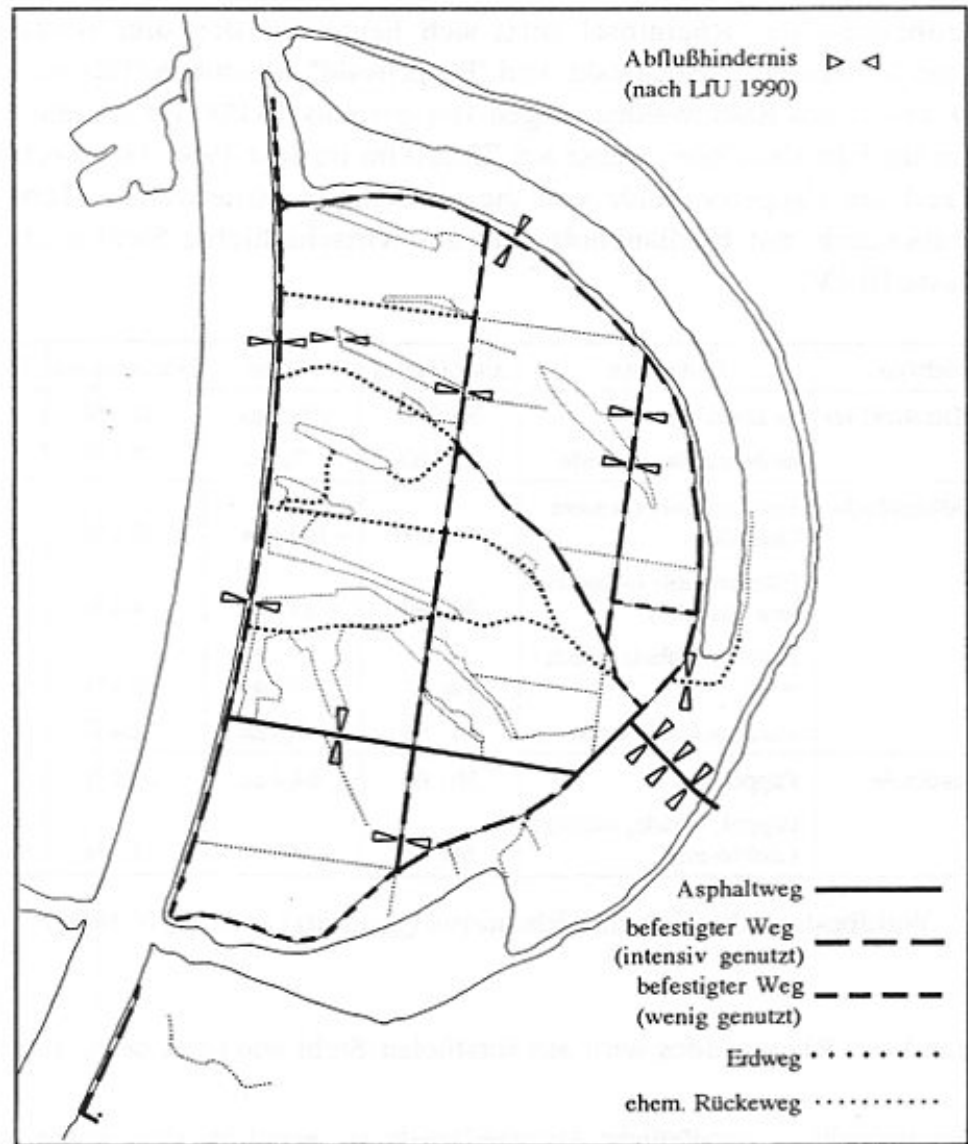 Abflußhindernis
(nach LfU 1990)
Asphaltweg
befestigter Weg
(intensiv genutzt)
befestigter Weg
(wenig genutzt)
Erdweg
ehem. Rückeweg